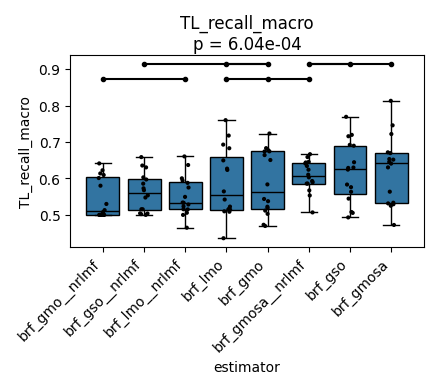 TL_recall_macro
p = 6.04e-04
TL_recall_macro
0.9
0.8
0.7
0.6
0.5
brf_gmo__nrlmf
brf_gso__nrlmf
brf_lmo__nrlmf
brf_lmo
brf_gmo
brf_gmosa__nrlmf
brf_gso
brf_gmosa
estimator